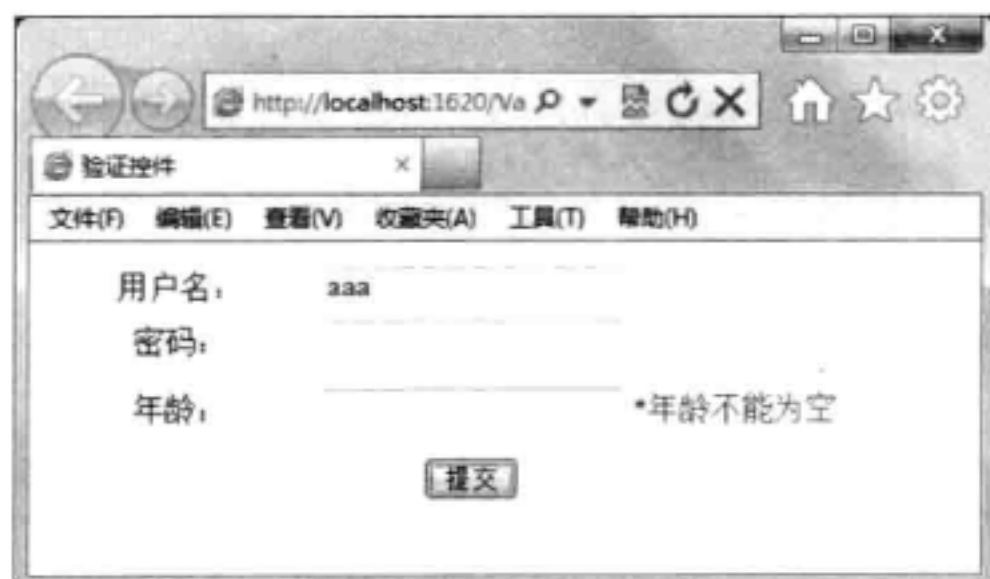 http://localhost:1620/Va
验证控件
文件(F) 编辑(E) 查看(V) 收藏夹(A) 工具(T) 帮助(H)
用户名: aaa
密码:
年龄: *年龄不能为空
提交